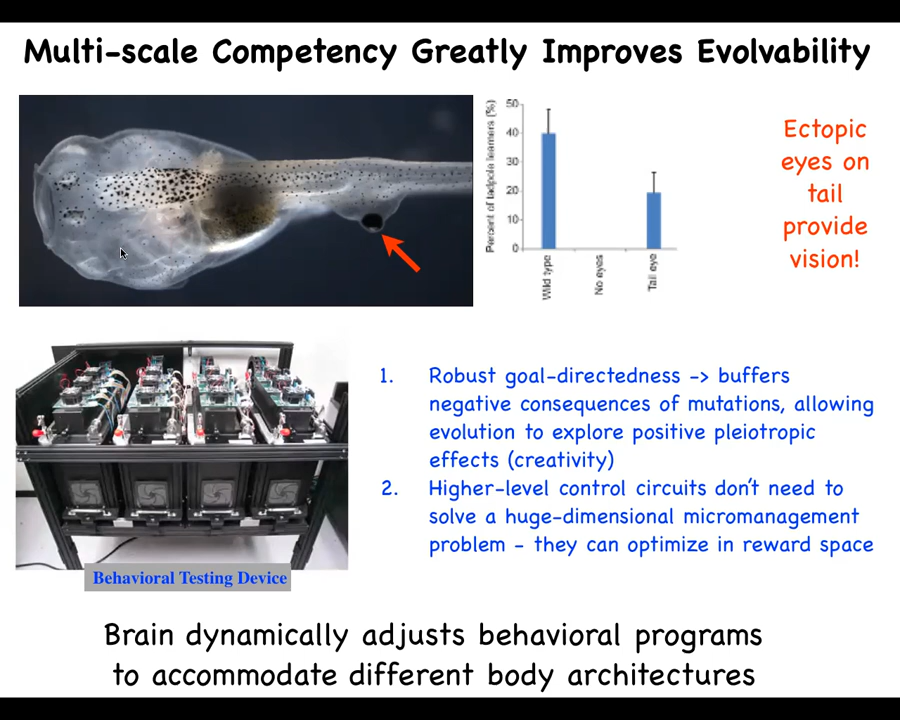 Multi-scale Competency Greatly Improves Evolvability
Percent of tadpole learners (%)
50
40
30
20
10
0
Wild type
No eyes
Tail eye
Ectopic
eyes on
tail
provide
vision!
Behavioral Testing Device
1. Robust goal-directedness -> buffers
negative consequences of mutations, allowing
evolution to explore positive pleiotropic
effects (creativity)
2. Higher-level control circuits don't need to
solve a huge-dimensional micromanagement
problem - they can optimize in reward space
Brain dynamically adjusts behavioral programs
to accommodate different body architectures